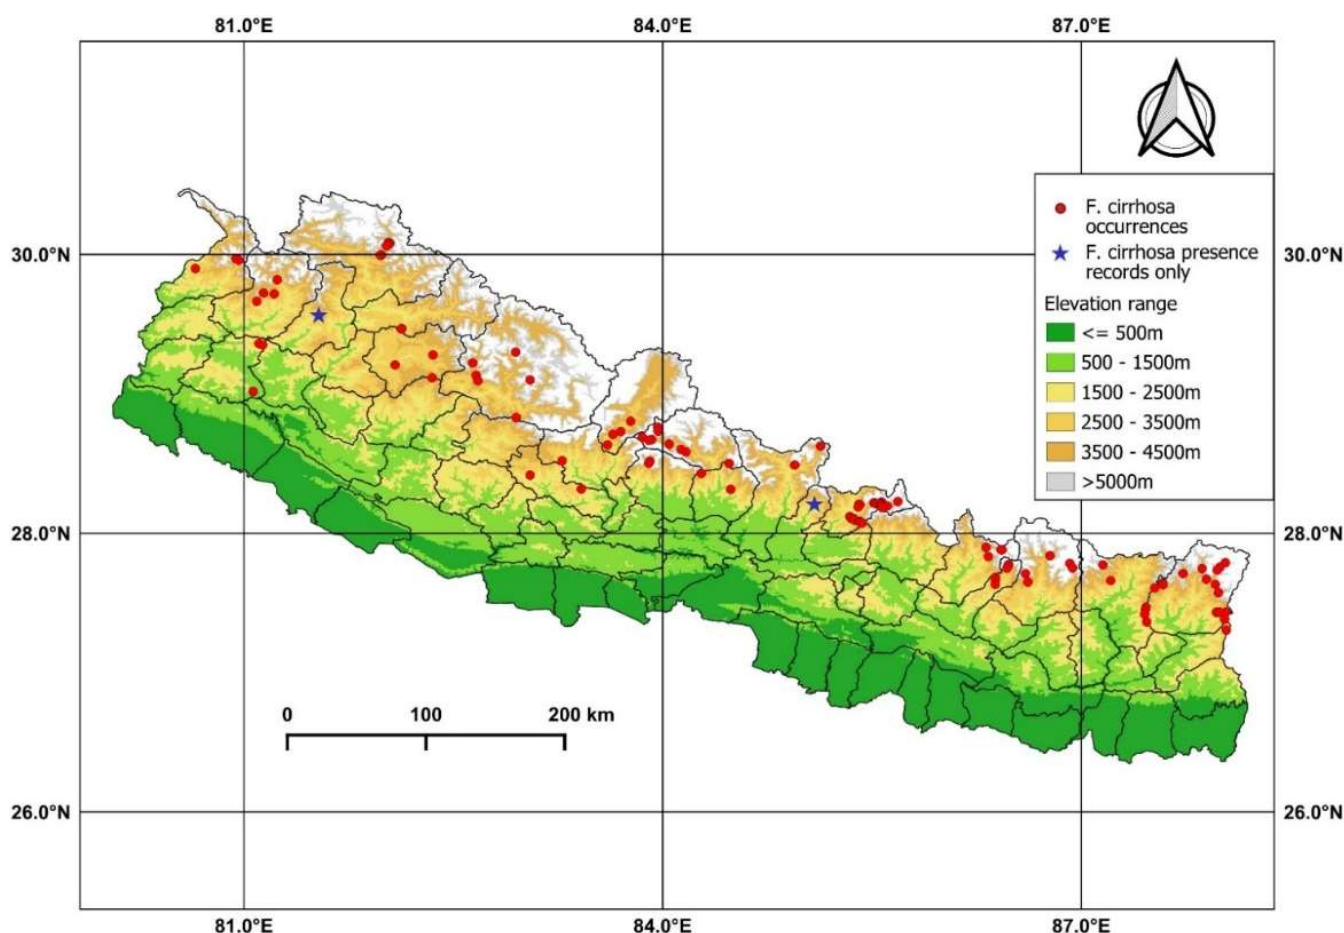 81.0°E 84.0°E 87.0°E
F. cirrhosa
occurrences
F. cirrhosa presence
records only
Elevation range
<= 500m
500 - 1500m
1500 - 2500m
2500 - 3500m
3500 - 4500m
>5000m
30.0°N 30.0°N
28.0°N 28.0°N
0 100 200 km
26.0°N 26.0°N
81.0°E 84.0°E 87.0°E